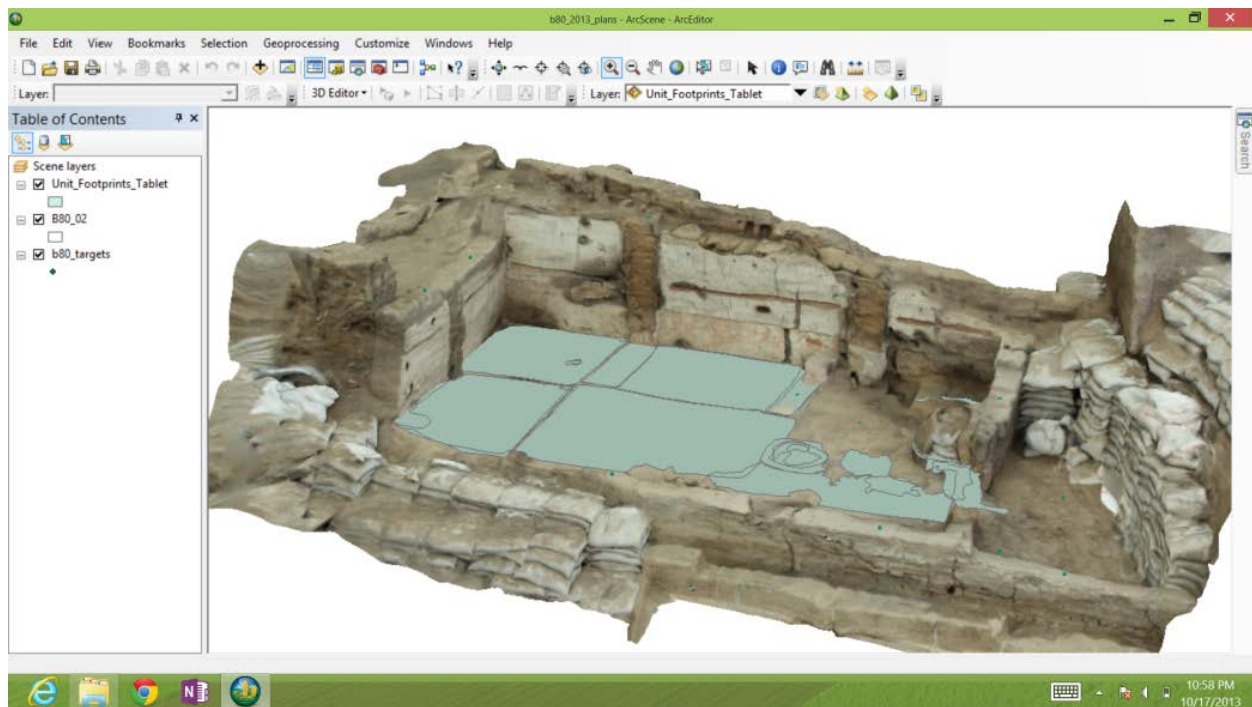 b80_2013_plans - ArcScene - ArcEditor
File Edit View Bookmarks Selection Geoprocessing Customize Windows Help
Layer: 3D Editor Layer: Unit_Footprints_Tablet
Table of Contents
Search
Scene layers
Unit_Footprints_Tablet
B80_02
b80_targets
10:58 PM
10/17/2013